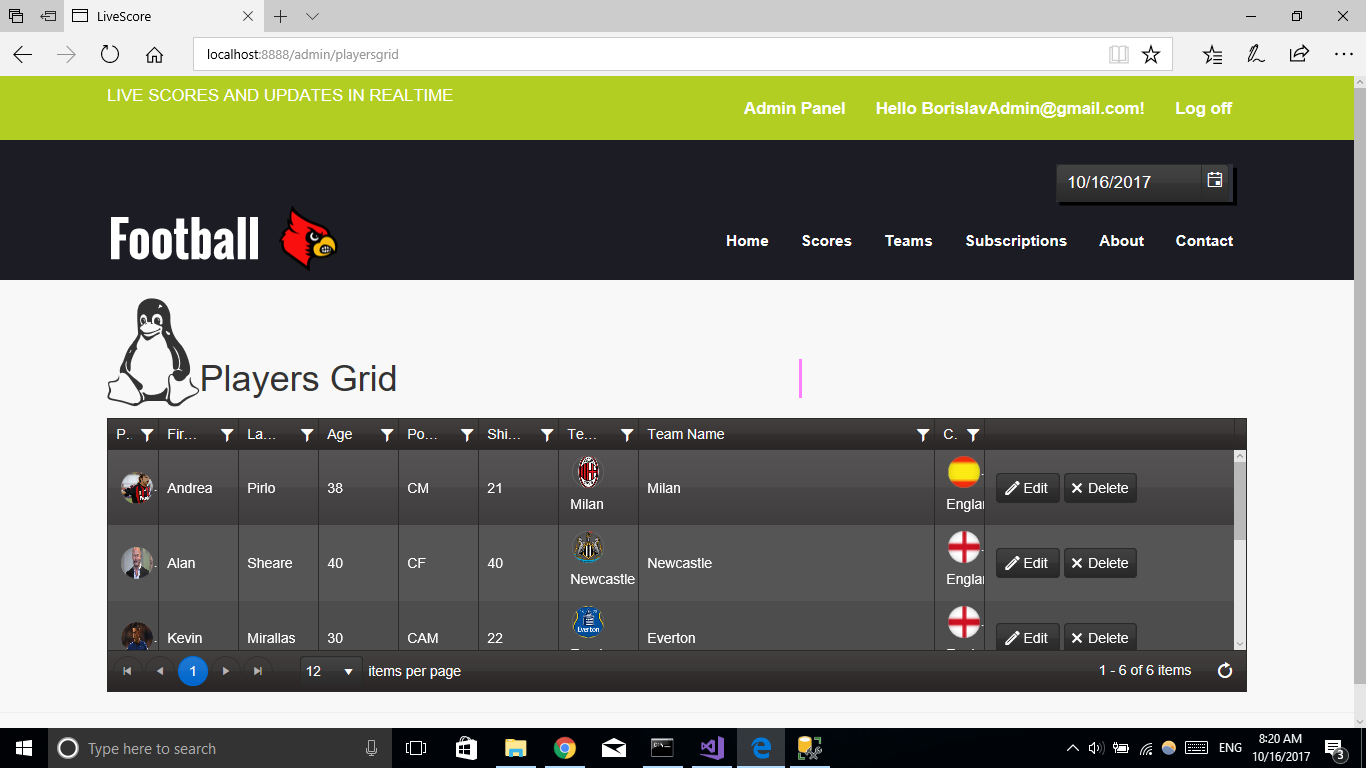 LiveScore
localhost:8888/admin/playersgrid
LIVE SCORES AND UPDATES IN REALTIME
Admin Panel Hello BorislavAdmin@gmail.com! Log off
10/16/2017
Football
Home Scores Teams Subscriptions About Contact
Players Grid
P.. Fir... La... Age Po... Shi... Te... Team Name C.
Andrea Pirlo 38 CM 21 Milan Milan Englar Edit Delete
Alan Sheare 40 CF 40 Newcastle Newcastle Englar Edit Delete
Kevin Mirallas 30 CAM 22 Everton Everton Edit Delete
1 12 items per page 1 - 6 of 6 items
Type here to search
ENG
8:20 AM
10/16/2017
3